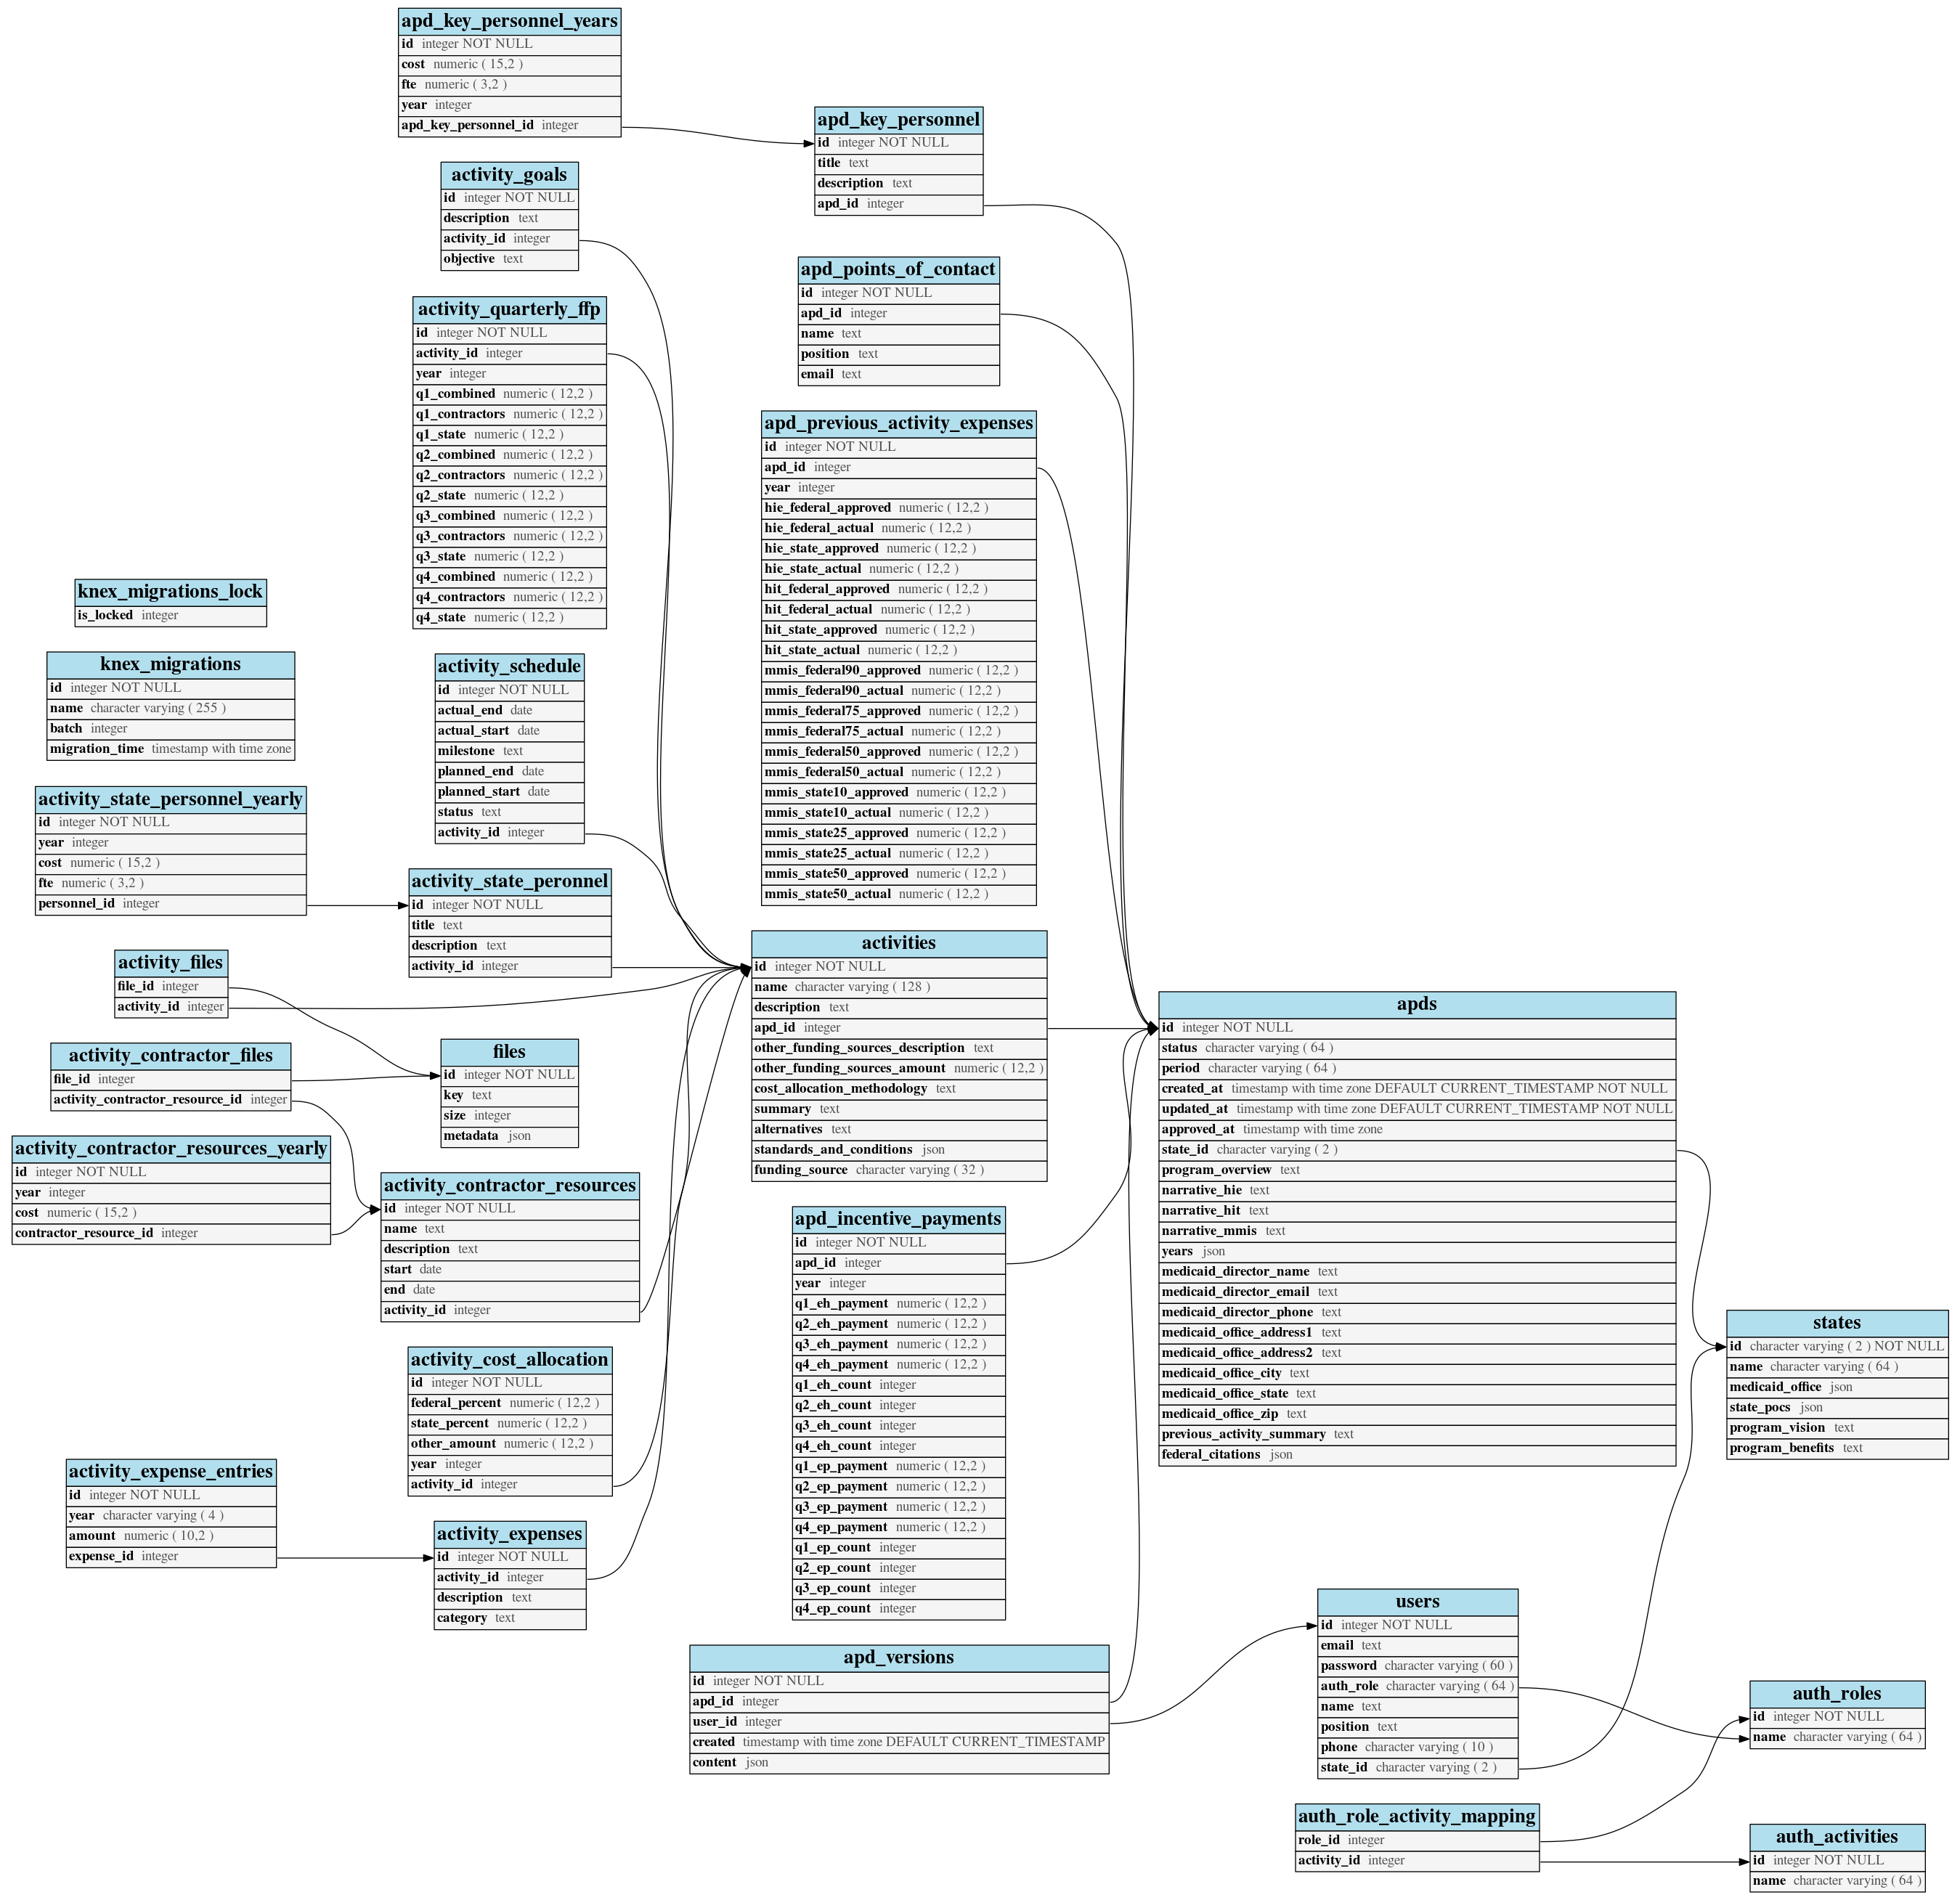 apd_key_personnel_years
id integer NOT NULL
cost numeric ( 15,2 )
fte numeric ( 3,2 )
year integer
apd_key_personnel_id integer
apd_key_personnel
id integer NOT NULL
title text
description text
apd_id integer
activity_goals
id integer NOT NULL
description text
activity_id integer
objective text
apd_points_of_contact
id integer NOT NULL
apd_id integer
name text
position text
email text
activity_quarterly_ffp
id integer NOT NULL
activity_id integer
year integer
q1_combined numeric ( 12,2 )
q1_contractors numeric ( 12,2 )
q1_state numeric ( 12,2 )
q2_combined numeric ( 12,2 )
q2_contractors numeric ( 12,2 )
q2_state numeric ( 12,2 )
q3_combined numeric ( 12,2 )
q3_contractors numeric ( 12,2 )
q3_state numeric ( 12,2 )
q4_combined numeric ( 12,2 )
q4_contractors numeric ( 12,2 )
q4_state numeric ( 12,2 )
apd_previous_activity_expenses
id integer NOT NULL
apd_id integer
year integer
hie_federal_approved numeric ( 12,2 )
hie_federal_actual numeric ( 12,2 )
hie_state_approved numeric ( 12,2 )
hie_state_actual numeric ( 12,2 )
hit_federal_approved numeric ( 12,2 )
hit_federal_actual numeric ( 12,2 )
hit_state_approved numeric ( 12,2 )
hit_state_actual numeric ( 12,2 )
mmis_federal90_approved numeric ( 12,2 )
mmis_federal90_actual numeric ( 12,2 )
mmis_federal75_approved numeric ( 12,2 )
mmis_federal75_actual numeric ( 12,2 )
mmis_federal50_approved numeric ( 12,2 )
mmis_federal50_actual numeric ( 12,2 )
mmis_state10_approved numeric ( 12,2 )
mmis_state10_actual numeric ( 12,2 )
mmis_state25_approved numeric ( 12,2 )
mmis_state25_actual numeric ( 12,2 )
mmis_state50_approved numeric ( 12,2 )
mmis_state50_actual numeric ( 12,2 )
knex_migrations_lock
is_locked integer
knex_migrations
id integer NOT NULL
name character varying ( 255 )
batch integer
migration_time timestamp with time zone
activity_schedule
id integer NOT NULL
actual_end date
actual_start date
milestone text
planned_end date
planned_start date
status text
activity_id integer
activity_state_personnel_yearly
id integer NOT NULL
year integer
cost numeric ( 15,2 )
fte numeric ( 3,2 )
personnel_id integer
activity_state_peronnel
id integer NOT NULL
title text
description text
activity_id integer
activities
id integer NOT NULL
name character varying ( 128 )
description text
apd_id integer
other_funding_sources_description text
other_funding_sources_amount numeric ( 12,2 )
cost_allocation_methodology text
summary text
alternatives text
standards_and_conditions json
funding_source character varying ( 32 )
activity_files
file_id integer
activity_id integer
apds
id integer NOT NULL
status character varying ( 64 )
period character varying ( 64 )
created_at timestamp with time zone DEFAULT CURRENT_TIMESTAMP NOT NULL
updated_at timestamp with time zone DEFAULT CURRENT_TIMESTAMP NOT NULL
approved_at timestamp with time zone
state_id character varying ( 2 )
program_overview text
narrative_hie text
narrative_hit text
narrative_mmis text
years json
medicaid_director_name text
medicaid_director_email text
medicaid_director_phone text
medicaid_office_address1 text
medicaid_office_address2 text
medicaid_office_city text
medicaid_office_state text
medicaid_office_zip text
previous_activity_summary text
federal_citations json
activity_contractor_files
file_id integer
activity_contractor_resource_id integer
files
id integer NOT NULL
key text
size integer
metadata json
activity_contractor_resources_yearly
id integer NOT NULL
year integer
cost numeric ( 15,2 )
contractor_resource_id integer
activity_contractor_resources
id integer NOT NULL
name text
description text
start date
end date
activity_id integer
apd_incentive_payments
id integer NOT NULL
apd_id integer
year integer
q1_eh_payment numeric ( 12,2 )
q2_eh_payment numeric ( 12,2 )
q3_eh_payment numeric ( 12,2 )
q4_eh_payment numeric ( 12,2 )
q1_eh_count integer
q2_eh_count integer
q3_eh_count integer
q4_eh_count integer
q1_ep_payment numeric ( 12,2 )
q2_ep_payment numeric ( 12,2 )
q3_ep_payment numeric ( 12,2 )
q4_ep_payment numeric ( 12,2 )
q1_ep_count integer
q2_ep_count integer
q3_ep_count integer
q4_ep_count integer
states
id character varying ( 2 ) NOT NULL
name character varying ( 64 )
medicaid_office json
state_pocs json
program_vision text
program_benefits text
activity_cost_allocation
id integer NOT NULL
federal_percent numeric ( 12,2 )
state_percent numeric ( 12,2 )
other_amount numeric ( 12,2 )
year integer
activity_id integer
activity_expense_entries
id integer NOT NULL
year character varying ( 4 )
amount numeric ( 10,2 )
expense_id integer
activity_expenses
id integer NOT NULL
activity_id integer
description text
category text
apd_versions
id integer NOT NULL
apd_id integer
user_id integer
created timestamp with time zone DEFAULT CURRENT_TIMESTAMP
content json
users
id integer NOT NULL
email text
password character varying ( 60 )
auth_role character varying ( 64 )
name text
position text
phone character varying ( 10 )
state_id character varying ( 2 )
auth_roles
id integer NOT NULL
name character varying ( 64 )
auth_role_activity_mapping
role_id integer
activity_id integer
auth_activities
id integer NOT NULL
name character varying ( 64 )